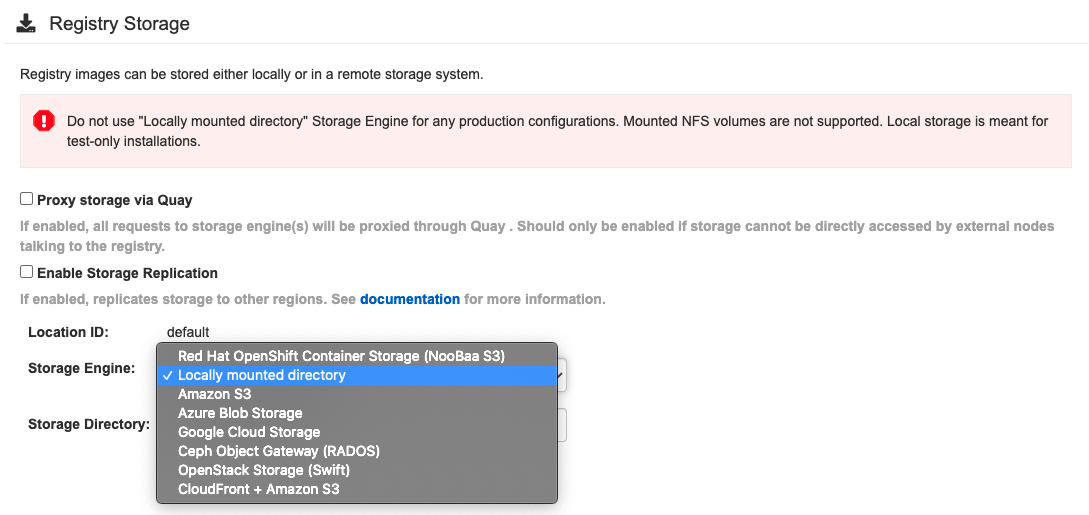 Registry Storage
Registry images can be stored either locally or in a remote storage system.
Do not use "Locally mounted directory" Storage Engine for any production configurations. Mounted NFS volumes are not supported. Local storage is meant for
test-only installations.
Proxy storage via Quay
If enabled, all requests to storage engine(s) will be proxied through Quay . Should only be enabled if storage cannot be directly accessed by external nodes
talking to the registry.
Enable Storage Replication
If enabled, replicates storage to other regions. See documentation for more information.
Location ID: default
Storage Engine:
Red Hat OpenShift Container Storage (NooBaa S3)
✓ Locally mounted directory
Amazon S3
Azure Blob Storage
Google Cloud Storage
Ceph Object Gateway (RADOS)
OpenStack Storage (Swift)
CloudFront + Amazon S3
Storage Directory: